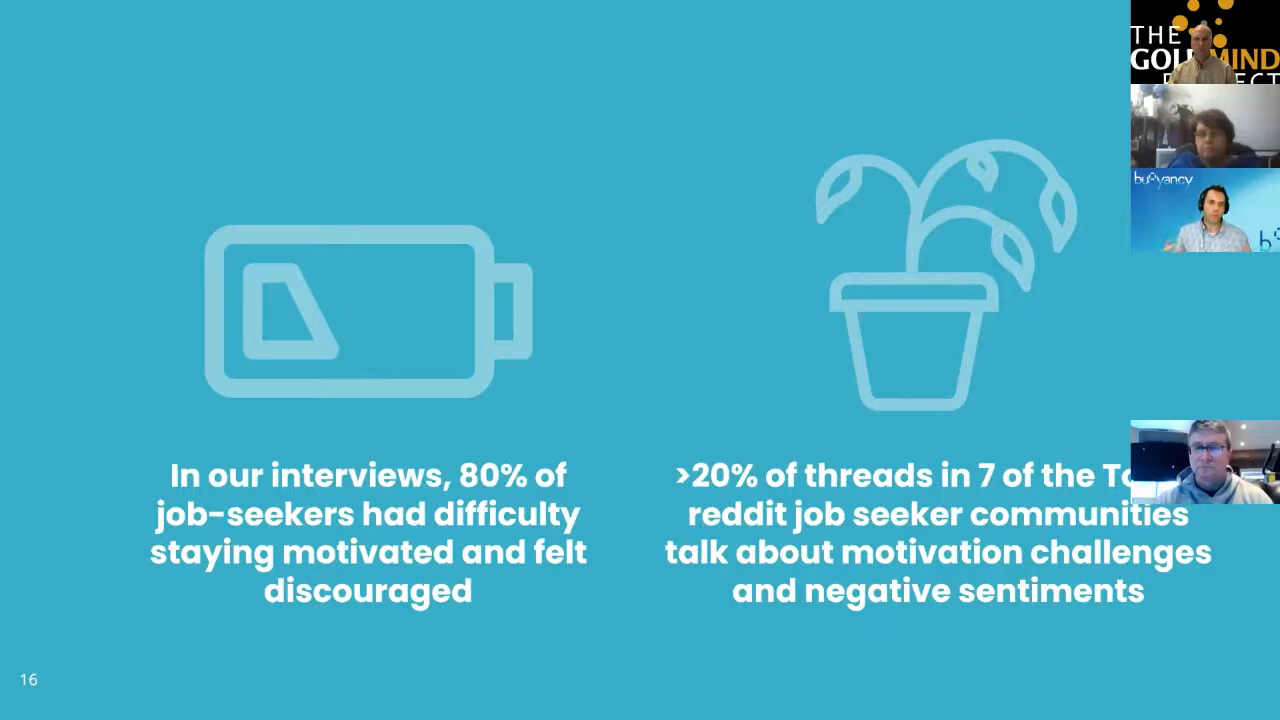 THE
MIND
buoyancy
In our interviews, 80% of
job-seekers had difficulty
staying motivated and felt
discouraged
>20% of threads in 7 of the
reddit job seeker communities
talk about motivation challenges
and negative sentiments
16